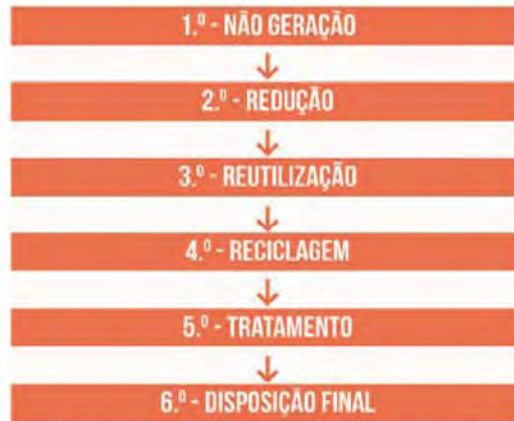 1.º - NÃO GERAÇÃO
2.º - REDUÇÃO
3.º - REUTILIZAÇÃO
4.º - RECICLAGEM
5.º - TRATAMENTO
6.º - DISPOSIÇÃO FINAL